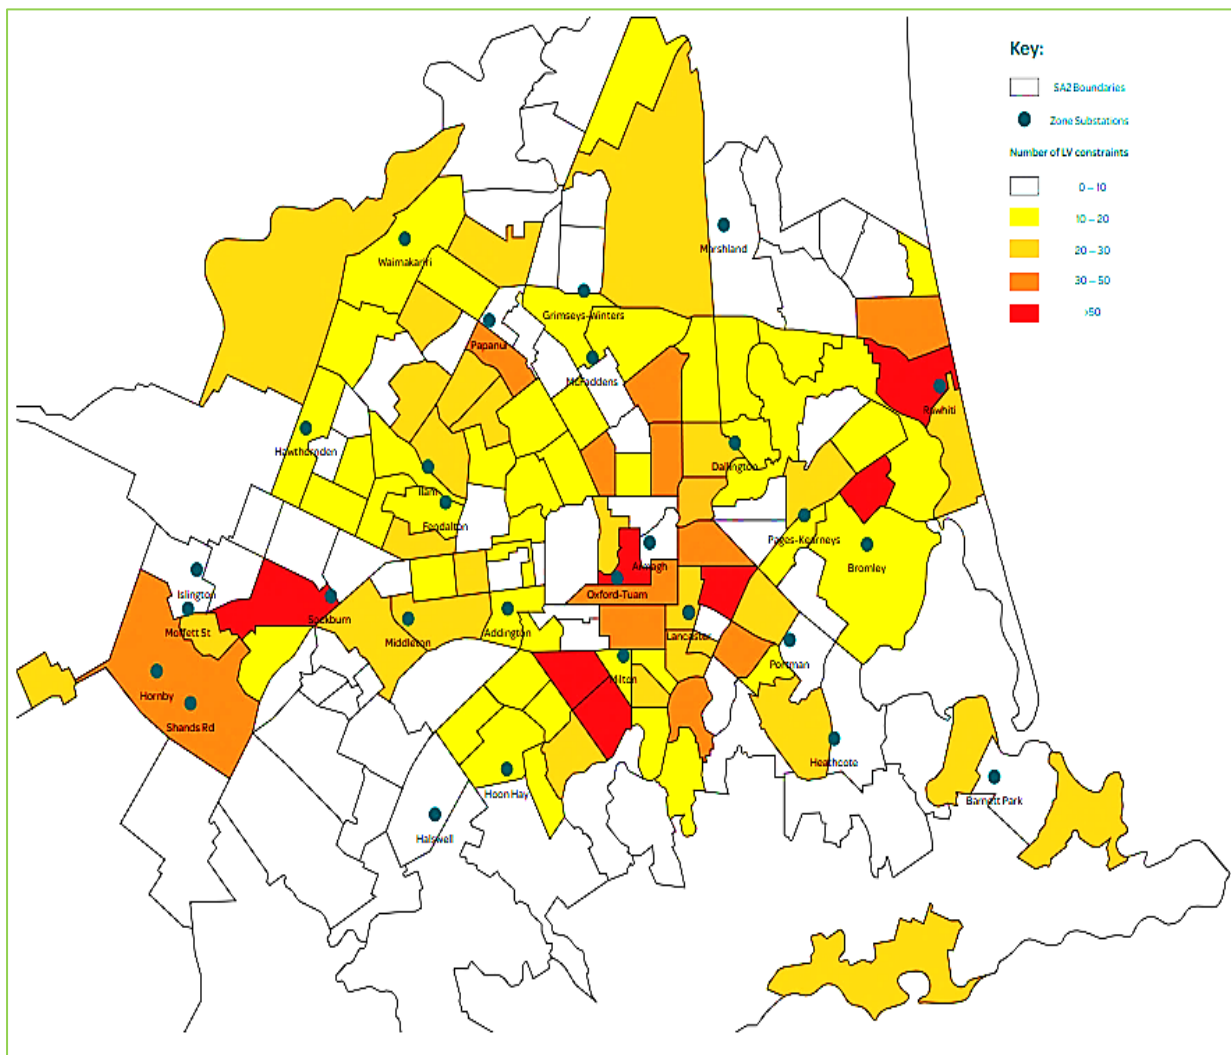 Key:
SA2 Boundaries
Zone Substations
Number of LV constraints
0 – 10
10 – 20
20 – 30
30 – 50
>50
Marshland
Waimakariri
Grimseys-Winters
Papanui
McFaddens
Rawhiti
Hawthornden
Dallington
Ilam
Fendalton
Pages-Kearneys
Bromley
Armagh
Islington
Oxford-Tuam
Sockburn
Moffett St
Middleton
Addington
Lancaster
Portman
Milton
Hornby
Shands Rd
Heathcote
Hoon Hay
Barnett Park
Halswell